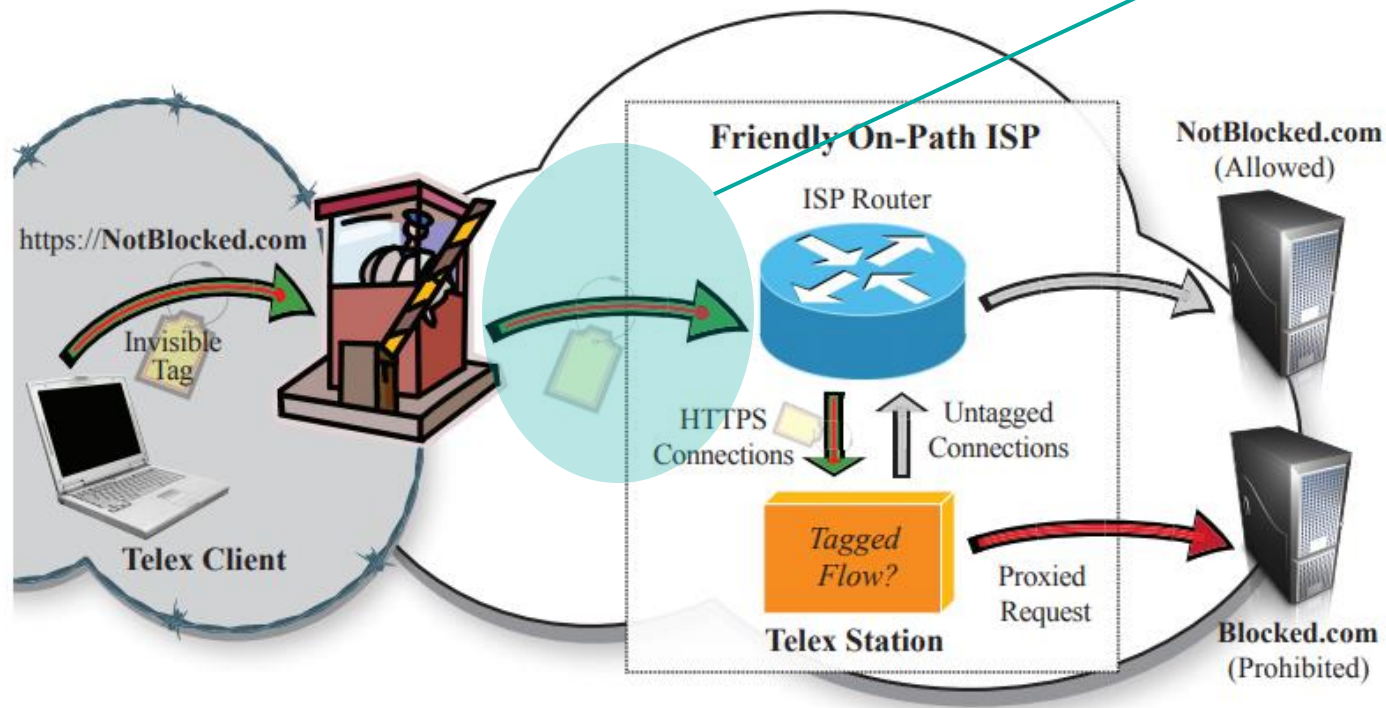 Friendly On-Path ISP
NotBlocked.com
(Allowed)
ISP Router
https://NotBlocked.com
Invisible
Tag
HTTPS
Connections
Untagged
Connections
Tagged
Flow?
Telex Client
Proxied
Request
Telex Station
Blocked.com
(Prohibited)